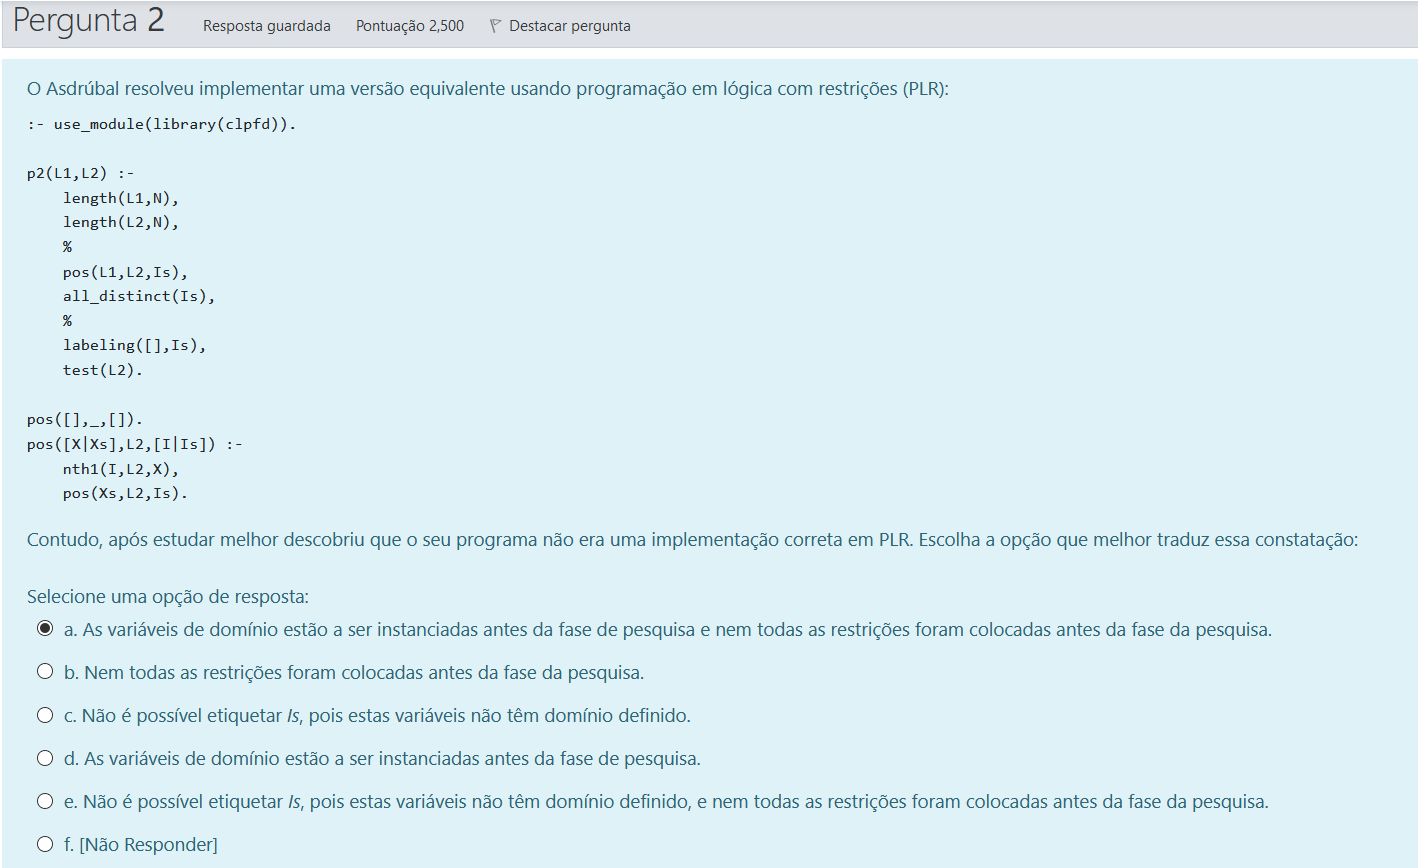 Pergunta 2 Resposta guardada Pontuação 2,500 Destacar pergunta
O Asdrúbal resolveu implementar uma versão equivalente usando programação em lógica com restrições (PLR):
:- use_module(library(clpfd)).
p2(L1,L2) :-
length(L1,N),
length(L2,N),
%
pos(L1,L2,Is),
all_distinct(Is),
%
labeling([],Is),
test(L2).
pos([],_,[]).
pos([X|Xs],L2,[I|Is]) :-
nth1(I,L2,X),
pos(Xs,L2,Is).
Contudo, após estudar melhor descobriu que o seu programa não era uma implementação correta em PLR. Escolha a opção que melhor traduz essa constatação:
Selecione uma opção de resposta:
a. As variáveis de domínio estão a ser instanciadas antes da fase de pesquisa e nem todas as restrições foram colocadas antes da fase da pesquisa.
b. Nem todas as restrições foram colocadas antes da fase da pesquisa.
c. Não é possível etiquetar Is, pois estas variáveis não têm domínio definido.
d. As variáveis de domínio estão a ser instanciadas antes da fase de pesquisa.
e. Não é possível etiquetar Is, pois estas variáveis não têm domínio definido, e nem todas as restrições foram colocadas antes da fase da pesquisa.
f. [Não Responder]